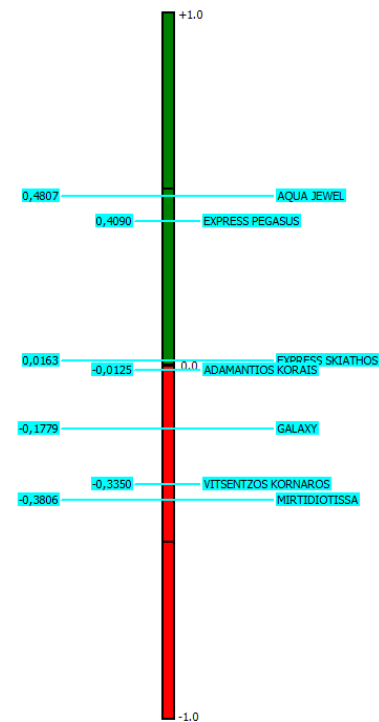 +1.0
0,4807 AQUA JEWEL
0,4090 EXPRESS PEGASUS
0,0163 EXPRESS SKIATHOS
0.0
-0,0125 ADAMANTIOS KORAIS
-0,1779 GALAXY
-0,3350 VITSENTZOS KORNAROS
-0,3806 MIRTIDIOTISSA
-1.0